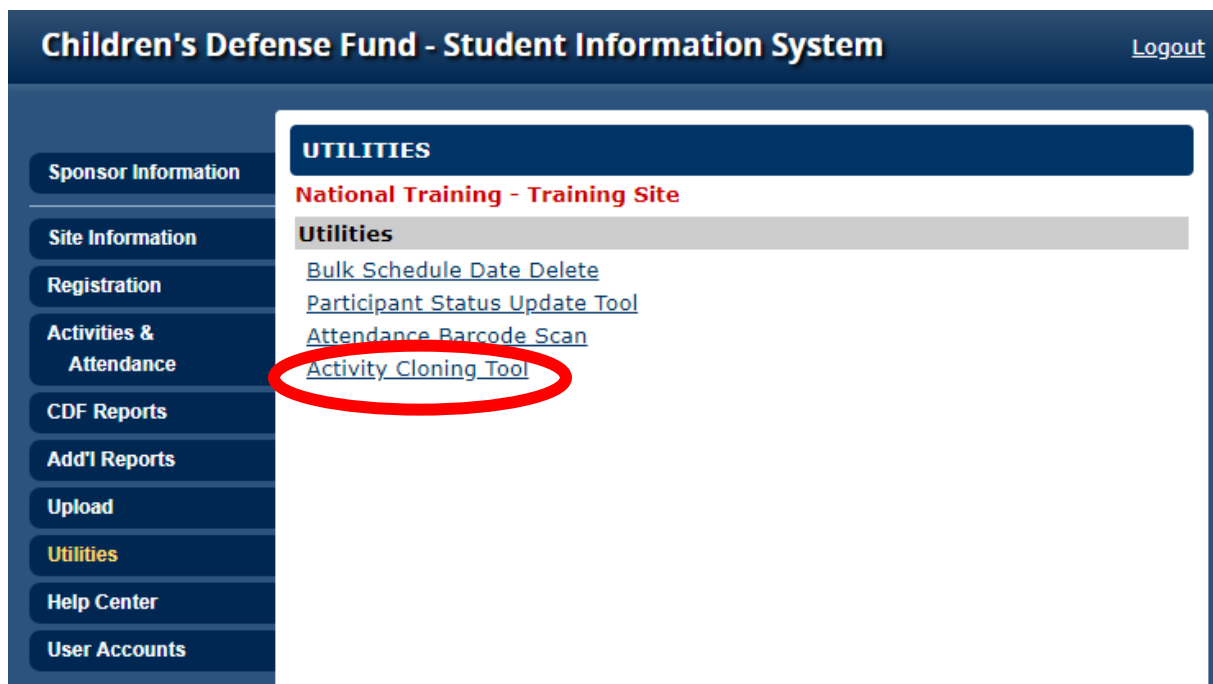 Children's Defense Fund - Student Information System
Logout
Sponsor Information
Site Information
Registration
Activities &
Attendance
CDF Reports
Add'l Reports
Upload
Utilities
Help Center
User Accounts
UTILITIES
National Training - Training Site
Utilities
Bulk Schedule Date Delete
Participant Status Update Tool
Attendance Barcode Scan
Activity Cloning Tool